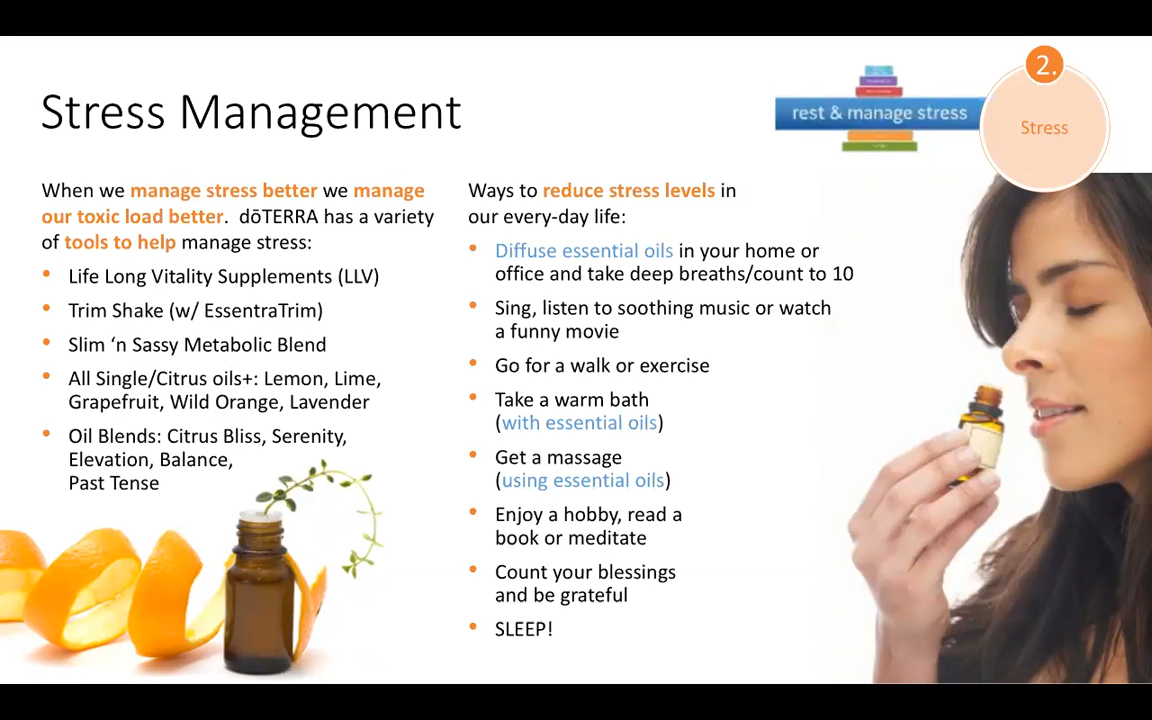 Stress Management
rest & manage stress
2.
Stress
When we manage stress better we manage
our toxic load better. dōTERRA has a variety
of tools to help manage stress:
• Life Long Vitality Supplements (LLV)
• Trim Shake (w/ EssentraTrim)
• Slim ‘n Sassy Metabolic Blend
• All Single/Citrus oils+: Lemon, Lime,
Grapefruit, Wild Orange, Lavender
• Oil Blends: Citrus Bliss, Serenity,
Elevation, Balance,
Past Tense
Ways to reduce stress levels in
our every-day life:
• Diffuse essential oils in your home or
office and take deep breaths/count to 10
• Sing, listen to soothing music or watch
a funny movie
• Go for a walk or exercise
• Take a warm bath
(with essential oils)
• Get a massage
(using essential oils)
• Enjoy a hobby, read a
book or meditate
• Count your blessings
and be grateful
• SLEEP!